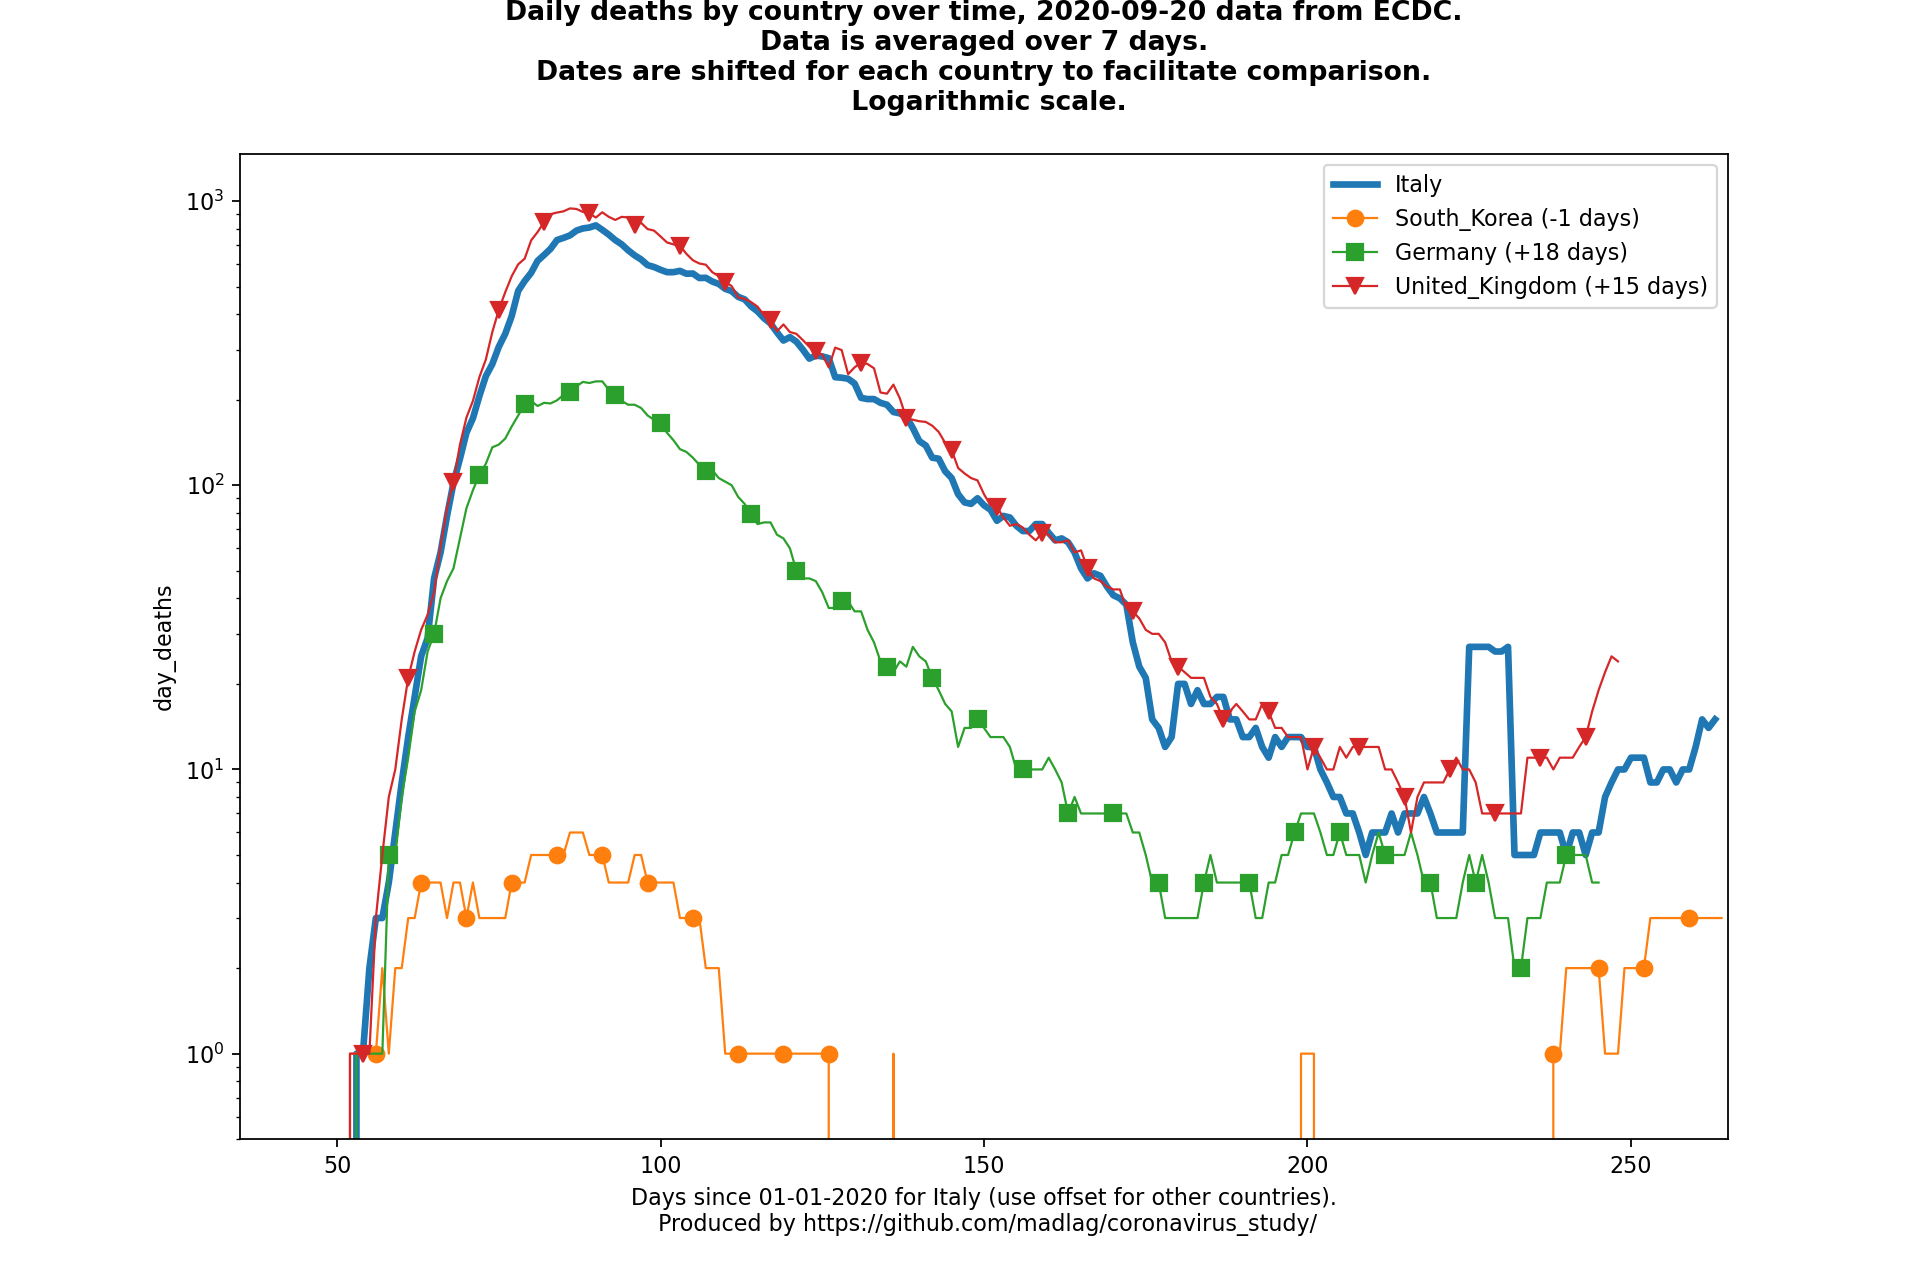 Daily deaths by country over time, 2020-09-20 data from ECDC.
Data is averaged over 7 days.
Dates are shifted for each country to facilitate comparison.
Logarithmic scale.
Italy
South_Korea (-1 days)
Germany (+18 days)
United_Kingdom (+15 days)
10³
10²
10¹
10⁰
day_deaths
50
100
150
200
250
Days since 01-01-2020 for Italy (use offset for other countries).
Produced by https://github.com/madlag/coronavirus_study/